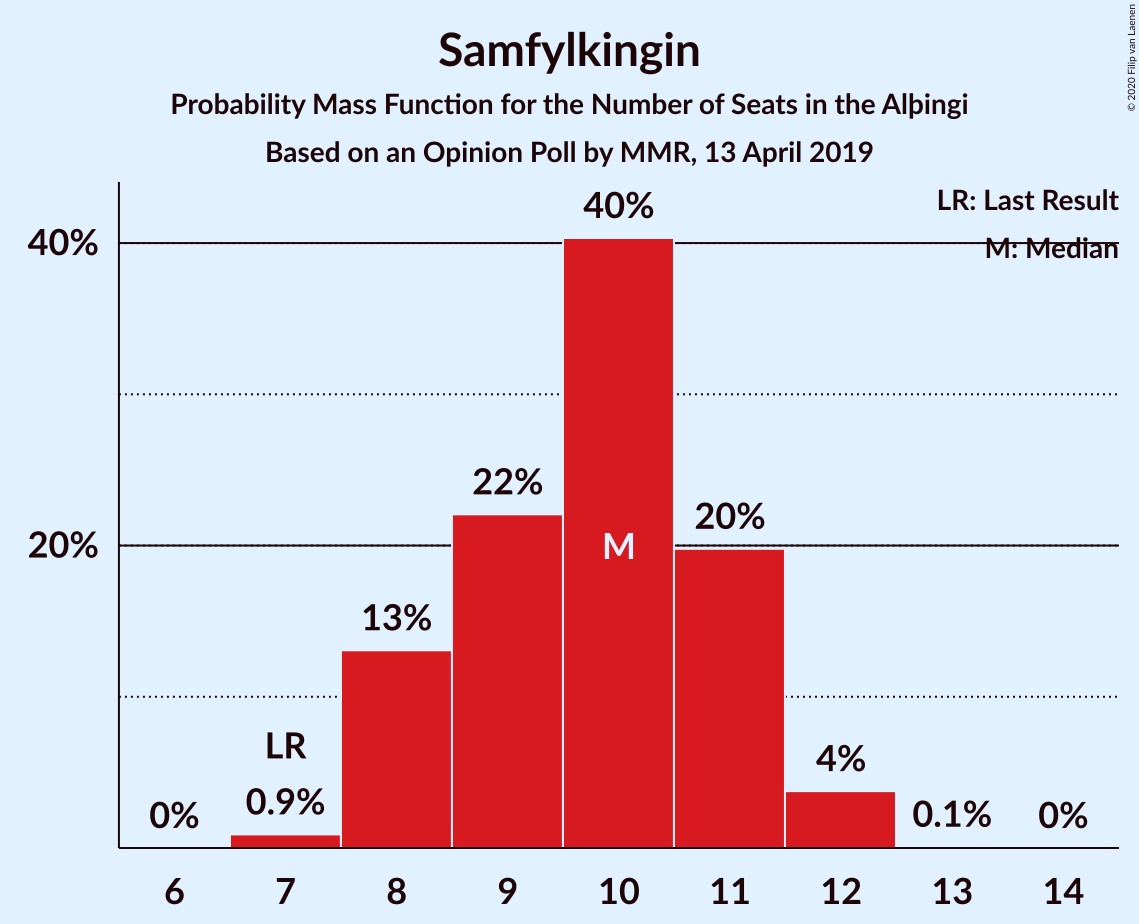 Samfylkingin
Probability Mass Function for the Number of Seats in the Alþingi
Based on an Opinion Poll by MMR, 13 April 2019
© 2020 Filip van Laenen
LR: Last Result
M: Median
40%
20%
0%
LR
0.9%
13%
22%
40%
M
20%
4%
0.1%
0%
6 7 8 9 10 11 12 13 14